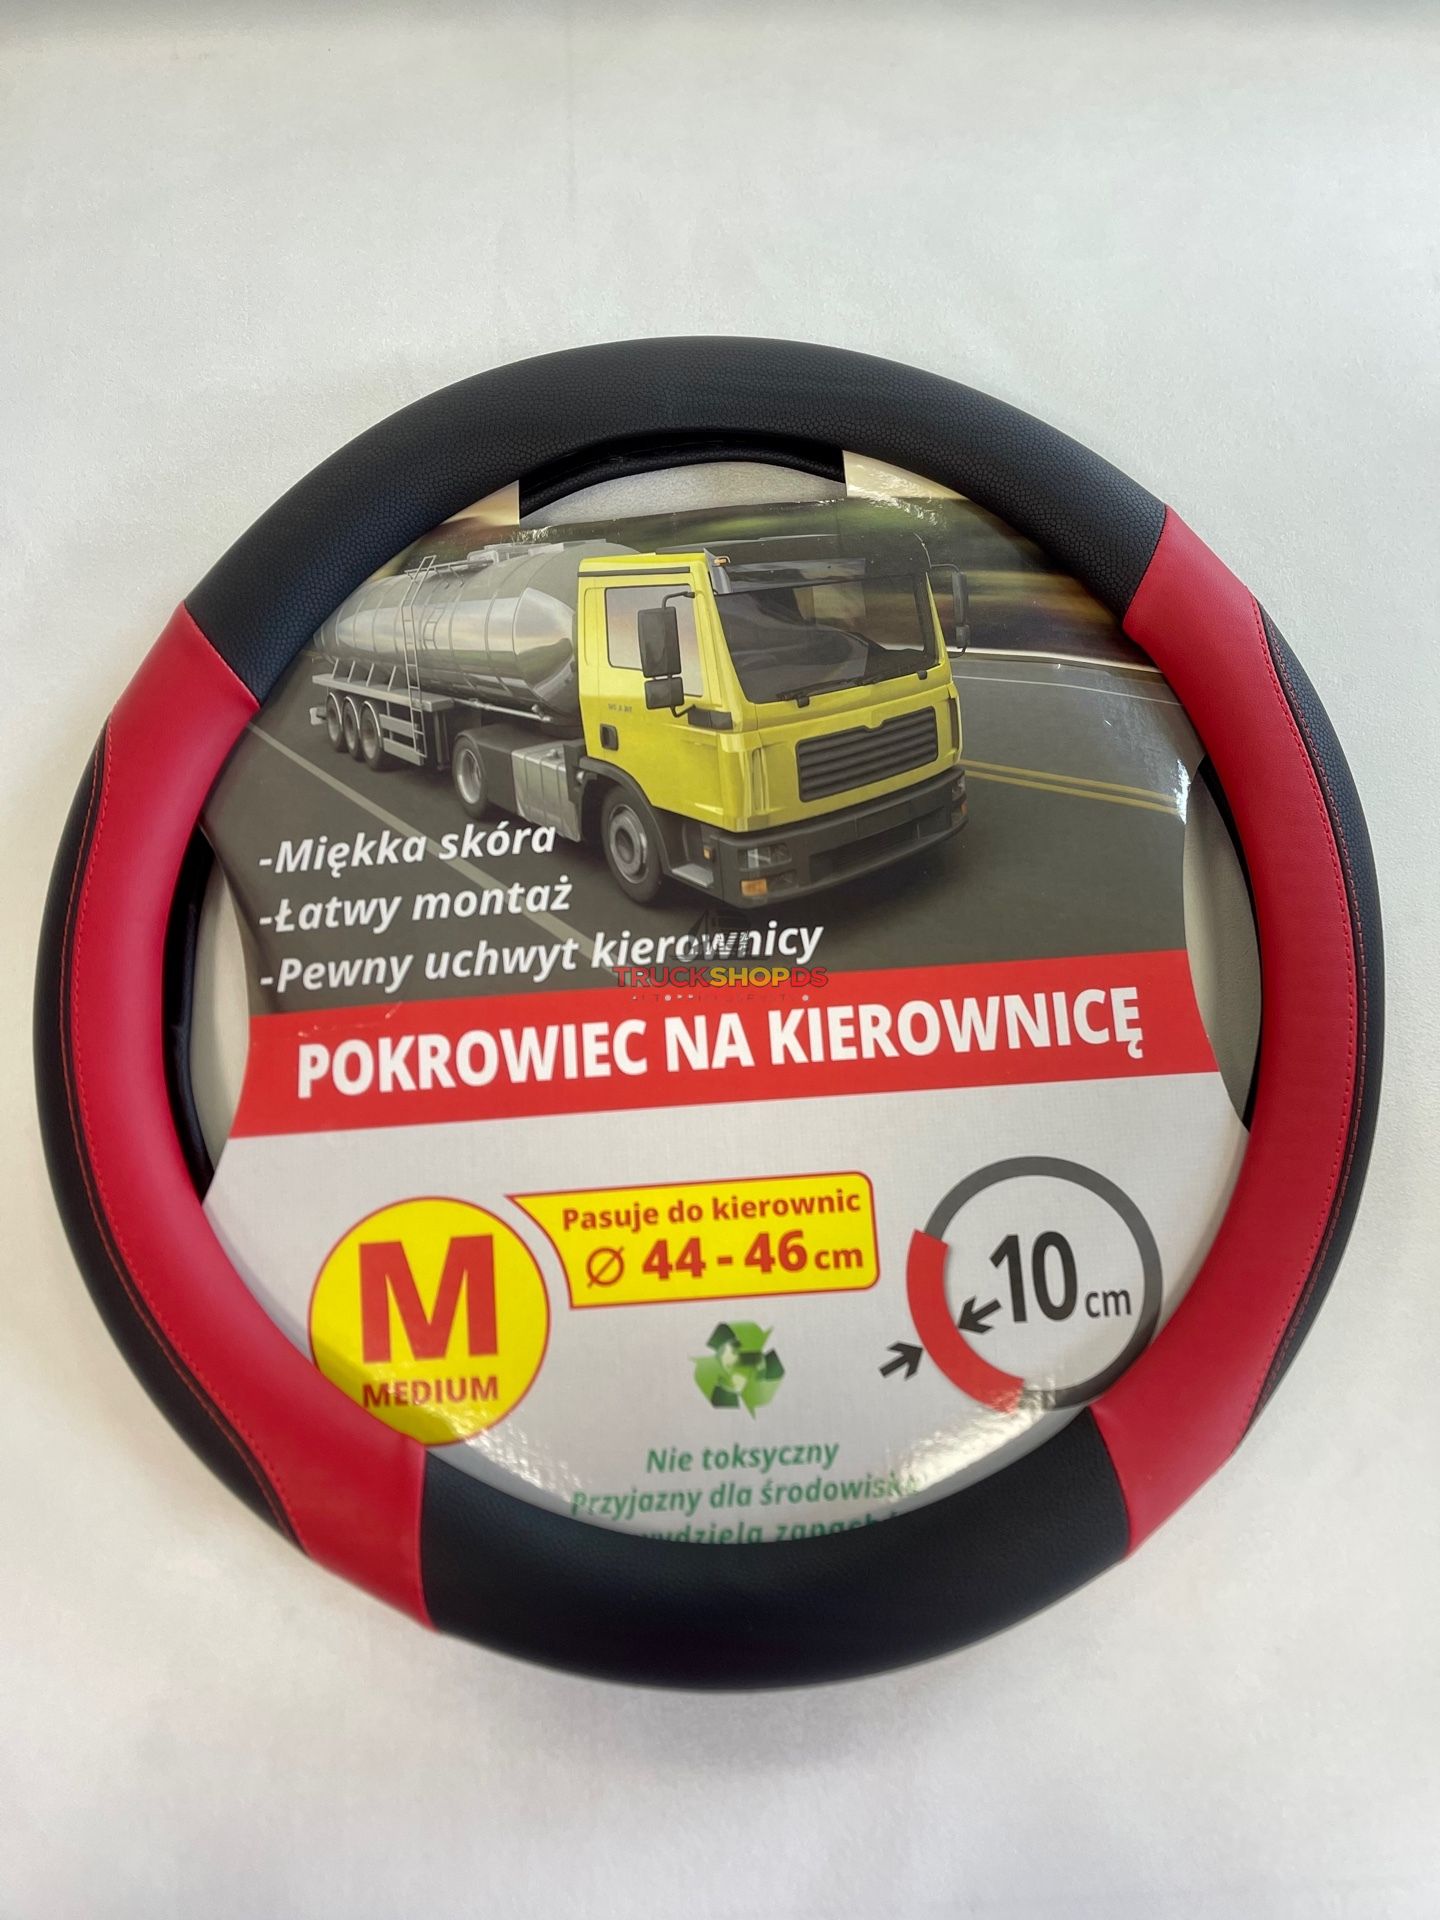 -Miękka skóra
-Łatwy montaż
-Pewny uchwyt kierownicy
TRUCKSHOPDS
POKROWIEC NA KIEROWNICĘ
M
MEDIUM
Pasuje do kierownic
Ø 44 - 46 cm
10 cm
Nie toksyczny
Przyjazny dla środowiska